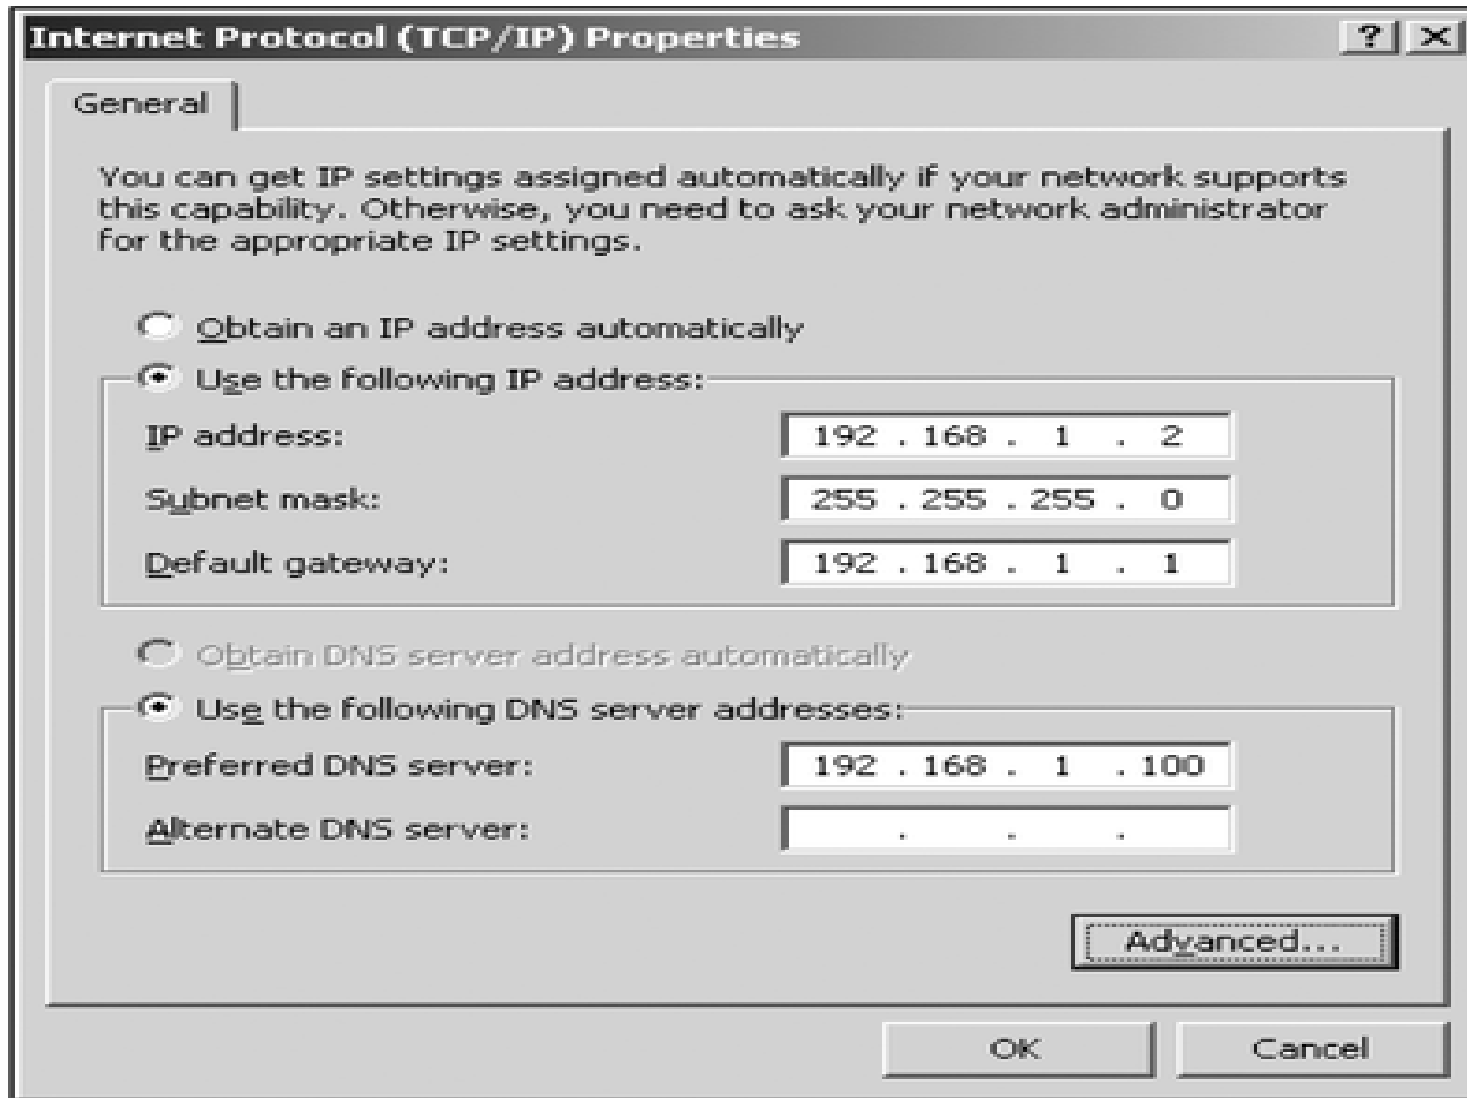 Internet Protocol (TCP/IP) Properties
General
You can get IP settings assigned automatically if your network supports
this capability. Otherwise, you need to ask your network administrator
for the appropriate IP settings.
Obtain an IP address automatically
Use the following IP address:
IP address: 192 . 168 . 1 . 2
Subnet mask: 255 . 255 . 255 . 0
Default gateway: 192 . 168 . 1 . 1
Obtain DNS server address automatically
Use the following DNS server addresses:
Preferred DNS server: 192 . 168 . 1 . 100
Alternate DNS server: . . .
Advanced...
OK Cancel